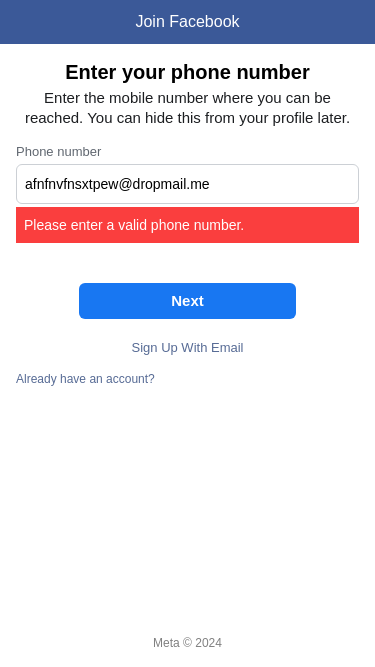 Join Facebook
Enter your phone number
Enter the mobile number where you can be
reached. You can hide this from your profile later.
Phone number
afnfnvfnsxtpew@dropmail.me
Please enter a valid phone number.
Next
Sign Up With Email
Already have an account?
Meta © 2024